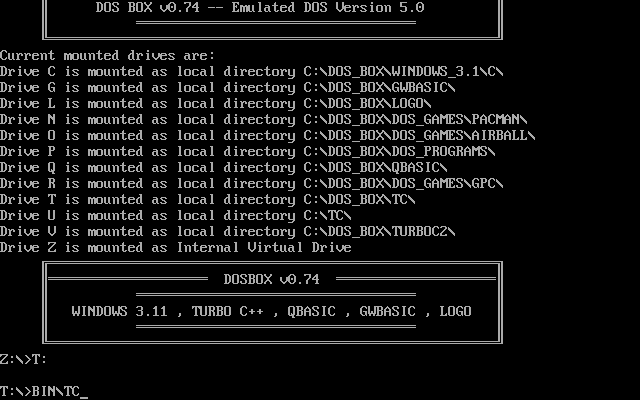 DOS BOX v0.74 -- Emulated DOS Version 5.0
Current mounted drives are:
Drive C is mounted as local directory C:\DOS_BOX\WINDOWS_3.1\C\
Drive G is mounted as local directory C:\DOS_BOX\GWBASIC\
Drive L is mounted as local directory C:\DOS_BOX\LOGO\
Drive N is mounted as local directory C:\DOS_BOX\DOS_GAMES\PACMAN\
Drive O is mounted as local directory C:\DOS_BOX\DOS_GAMES\AIRBALL\
Drive P is mounted as local directory C:\DOS_BOX\DOS_PROGRAMS\
Drive Q is mounted as local directory C:\DOS_BOX\QBASIC\
Drive R is mounted as local directory C:\DOS_BOX\DOS_GAMES\GPC\
Drive T is mounted as local directory C:\DOS_BOX\TC\
Drive U is mounted as local directory C:\TC\
Drive V is mounted as local directory C:\DOS_BOX\TURBOC2\
Drive Z is mounted as Internal Virtual Drive
DOSBOX v0.74
WINDOWS 3.11 , TURBO C++ , QBASIC , GWBASIC , LOGO
Z:\>T:
T:\>BIN\TC_